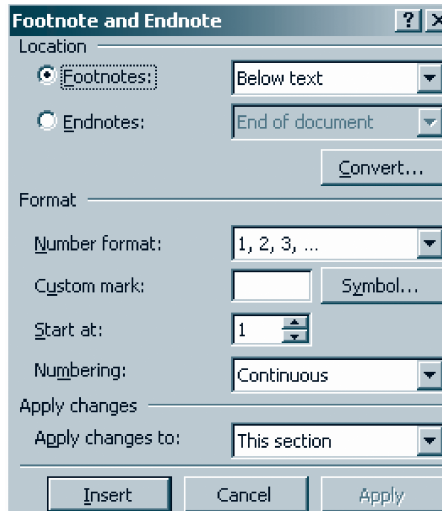 Footnote and Endnote
Location
Footnotes: Below text
Endnotes: End of document
Convert...
Format
Number format: 1, 2, 3, ...
Custom mark: Symbol...
Start at: 1
Numbering: Continuous
Apply changes
Apply changes to: This section
Insert Cancel Apply